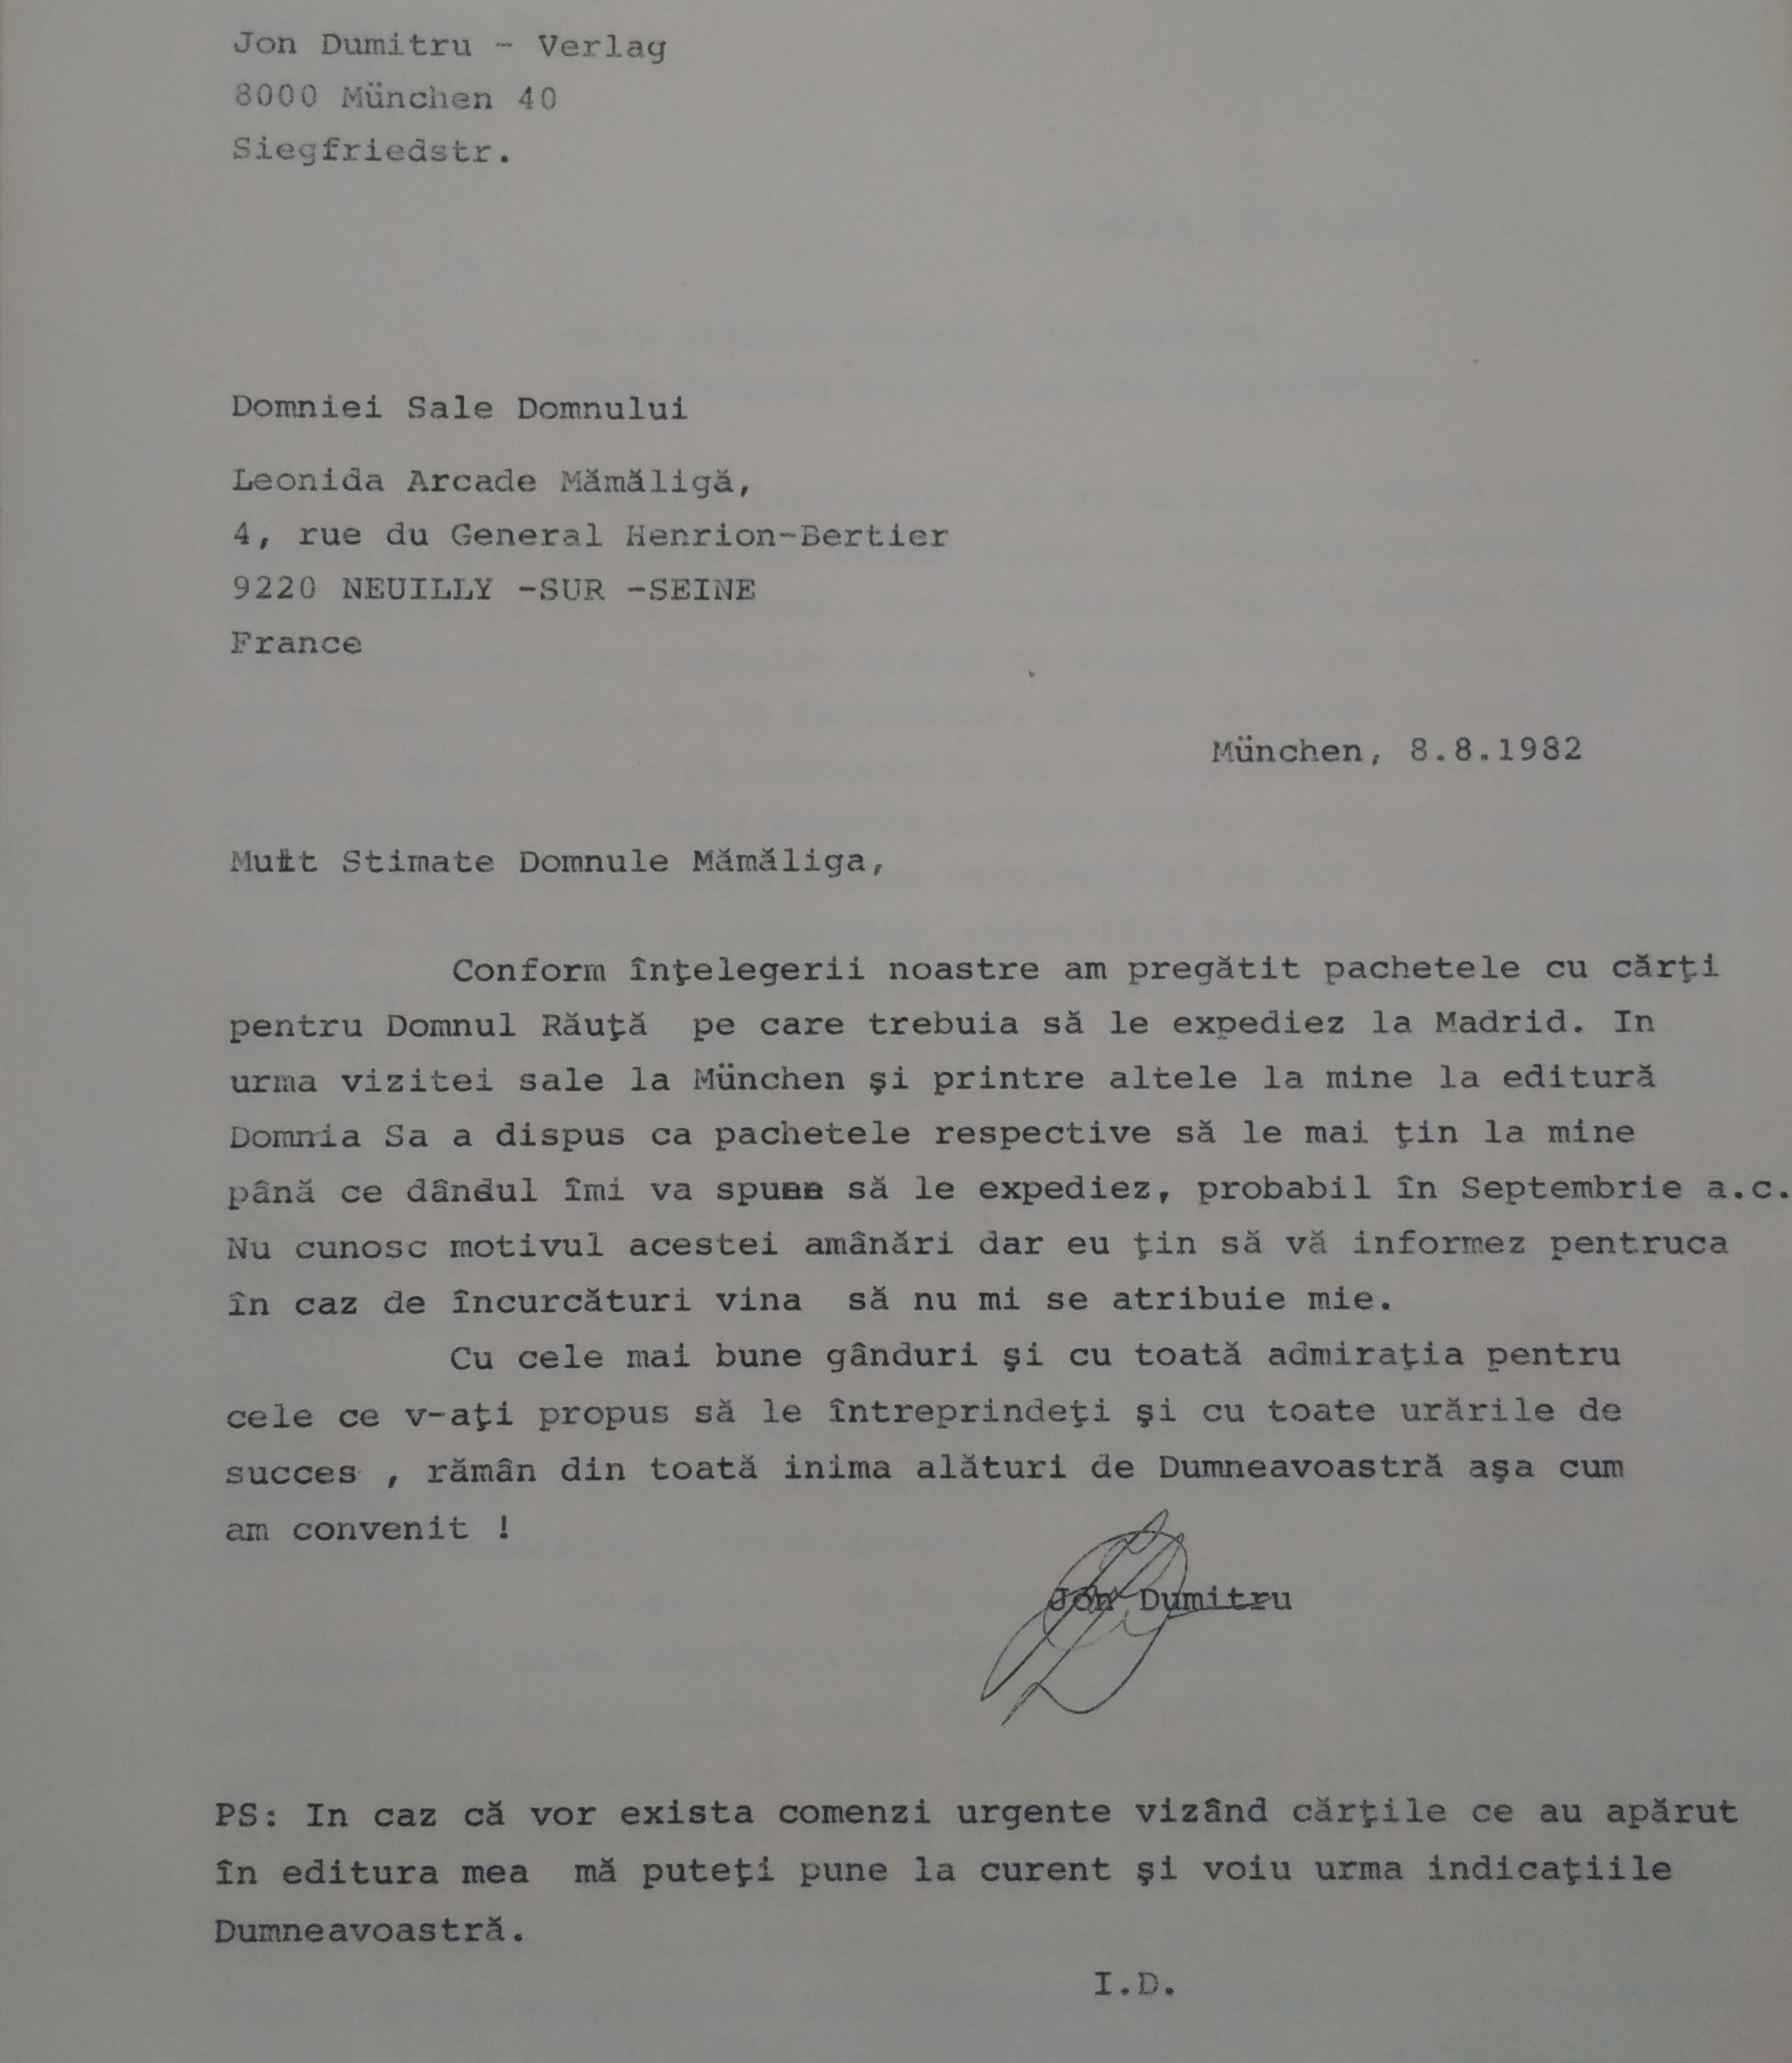 Jon Dumitru - Verlag
8000 München 40
Siegfriedstr.
Domniei Sale Domnului
Leonida Arcade Mămăligă,
4, rue du General Henrion-Bertier
9220 NEUILLY -SUR -SEINE
France
München, 8.8.1982
Mult Stimate Domnule Mămăliga,
Conform înţelegerii noastre am pregătit pachetele cu cărţi
pentru Domnul Răuţă pe care trebuia să le expediez la Madrid. In
urma vizitei sale la München şi printre altele la mine la editură
Domnia Sa a dispus ca pachetele respective să le mai ţin la mine
până ce dândul îmi va spune să le expediez, probabil în Septembrie a.c.
Nu cunosc motivul acestei amânări dar eu ţin să vă informez pentruca
în caz de încurcături vina să nu mi se atribuie mie.
Cu cele mai bune gânduri şi cu toată admiraţia pentru
cele ce v-aţi propus să le întreprindeţi şi cu toate urările de
succes , rămân din toată inima alături de Dumneavoastră aşa cum
am convenit !
Jon Dumitru
PS: In caz că vor exista comenzi urgente vizând cărţile ce au apărut
în editura mea mă puteţi pune la curent şi voiu urma indicaţiile
Dumneavoastră.
I.D.